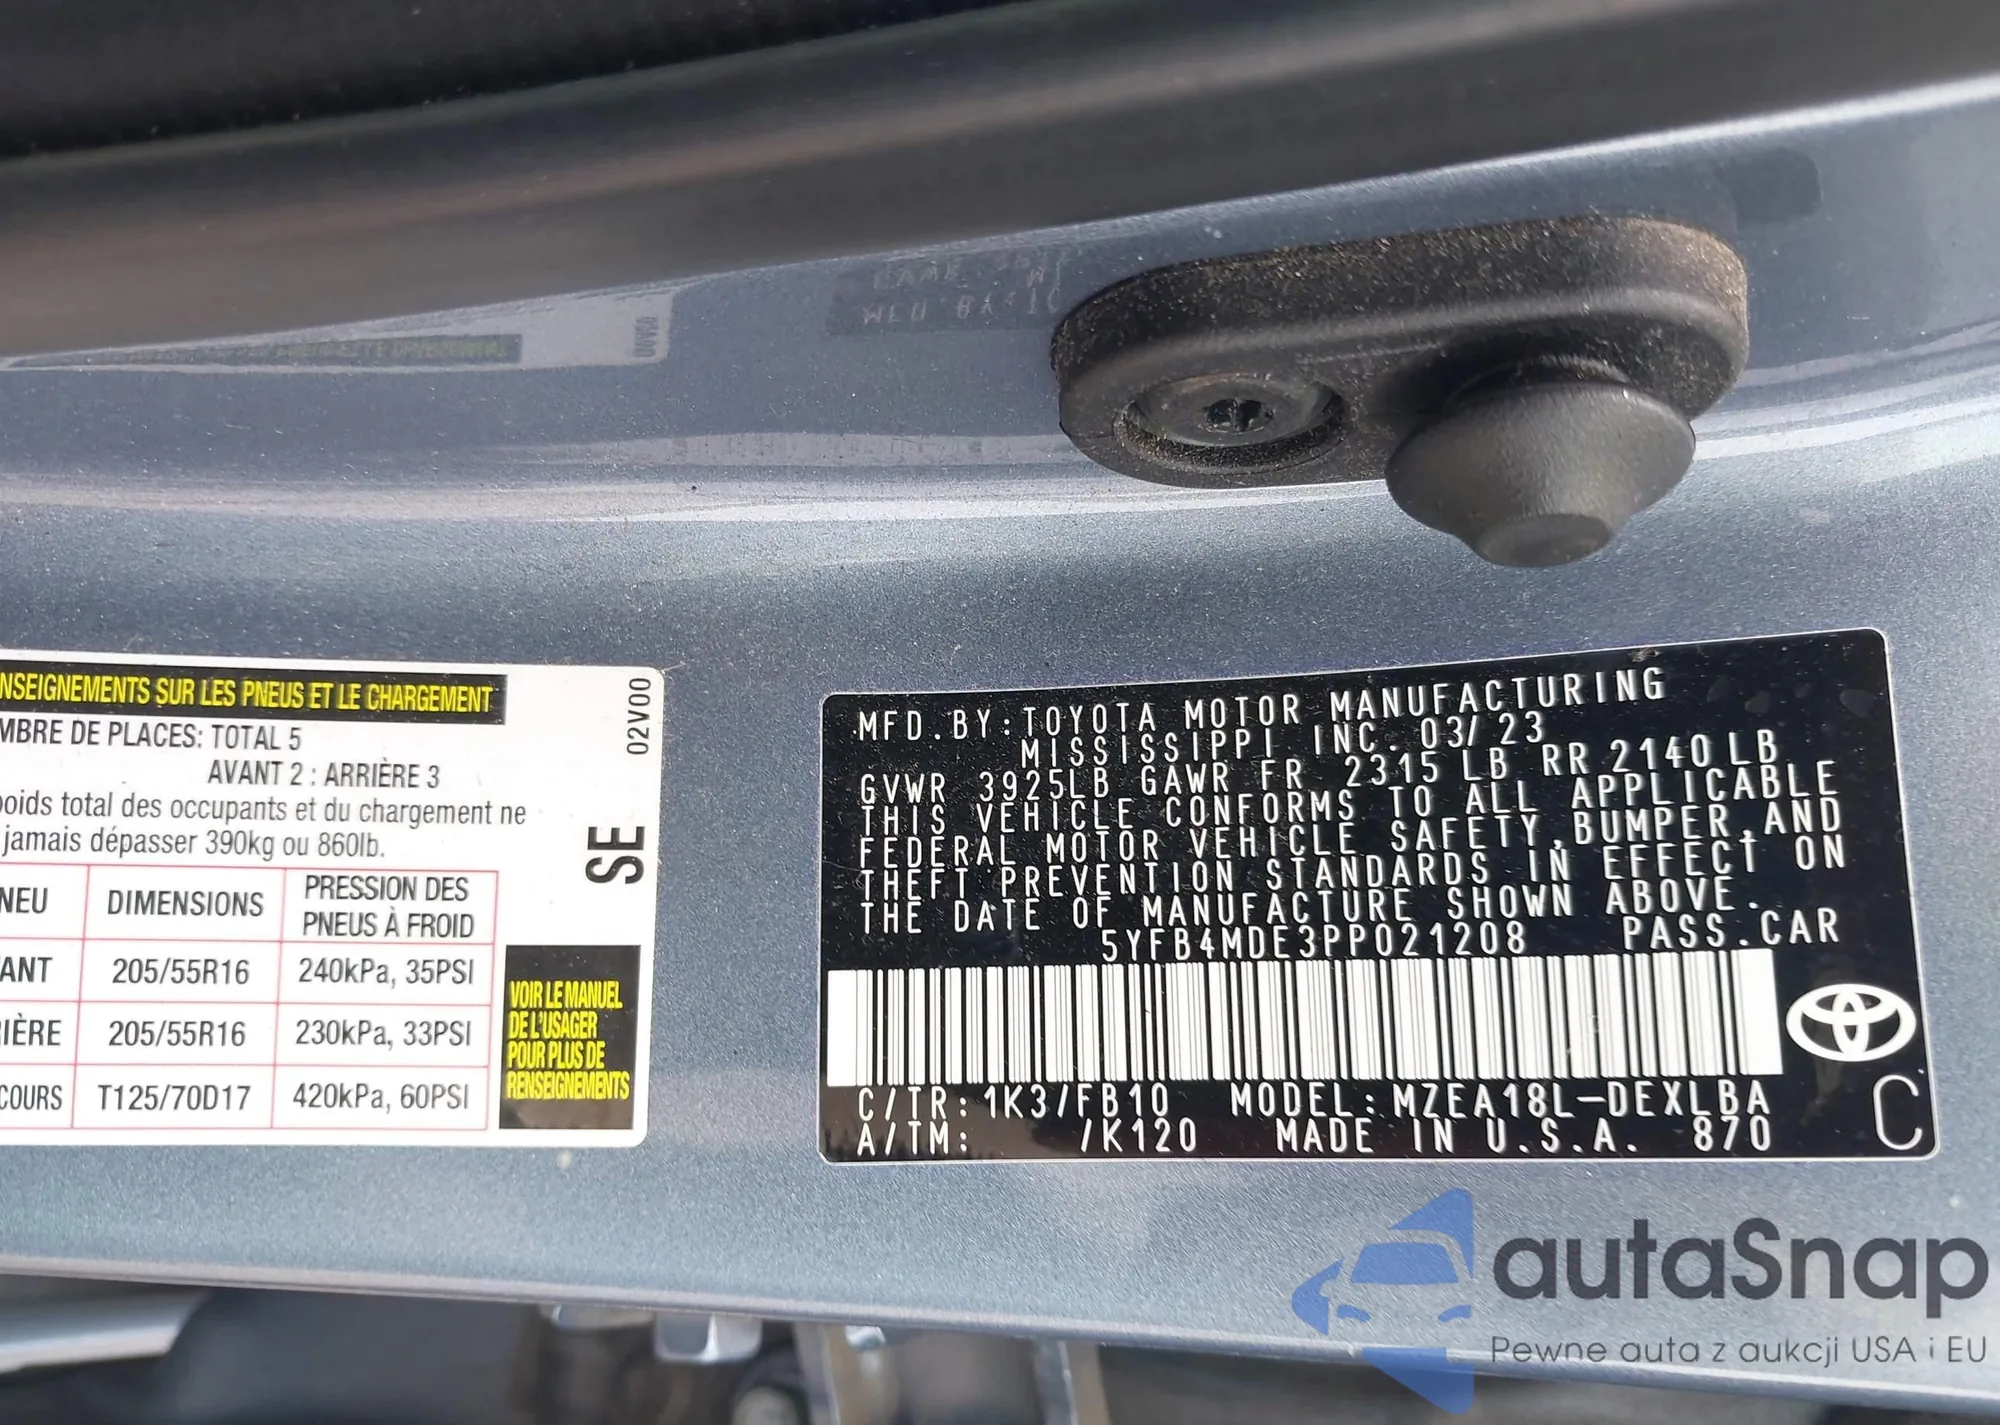 NSEIGNEMENTS SUR LES PNEUS ET LE CHARGEMENT
MBRE DE PLACES: TOTAL 5
AVANT 2 : ARRIÈRE 3
poids total des occupants et du chargement ne
jamais dépasser 390kg ou 860lb.
NEU DIMENSIONS PRESSION DES
PNEUS À FROID
ANT 205/55R16 240kPa, 35PSI
IÈRE 205/55R16 230kPa, 33PSI
COURS T125/70D17 420kPa, 60PSI
02V00
SE
VOIR LE MANUEL
DE L'USAGER
POUR PLUS DE
RENSEIGNEMENTS
MFD.BY:TOYOTA MOTOR MANUFACTURING
MISSISSIPPI INC. 03/23
GVWR 3925LB GAWR FR 2315 LB RR 2140 LB
THIS VEHICLE CONFORMS TO ALL APPLICABLE
FEDERAL MOTOR VEHICLE SAFETY,BUMPER,AND
THEFT PREVENTION STANDARDS IN EFFECT ON
THE DATE OF MANUFACTURE SHOWN ABOVE.
5YFB4MDE3PP021208 PASS.CAR
C/TR:1K3/FB10 MODEL:MZEA18L-DEXLBA
A/TM: /K120 MADE IN U.S.A. 870
C
autaSnap
Pewne auta z aukcji USA i EU